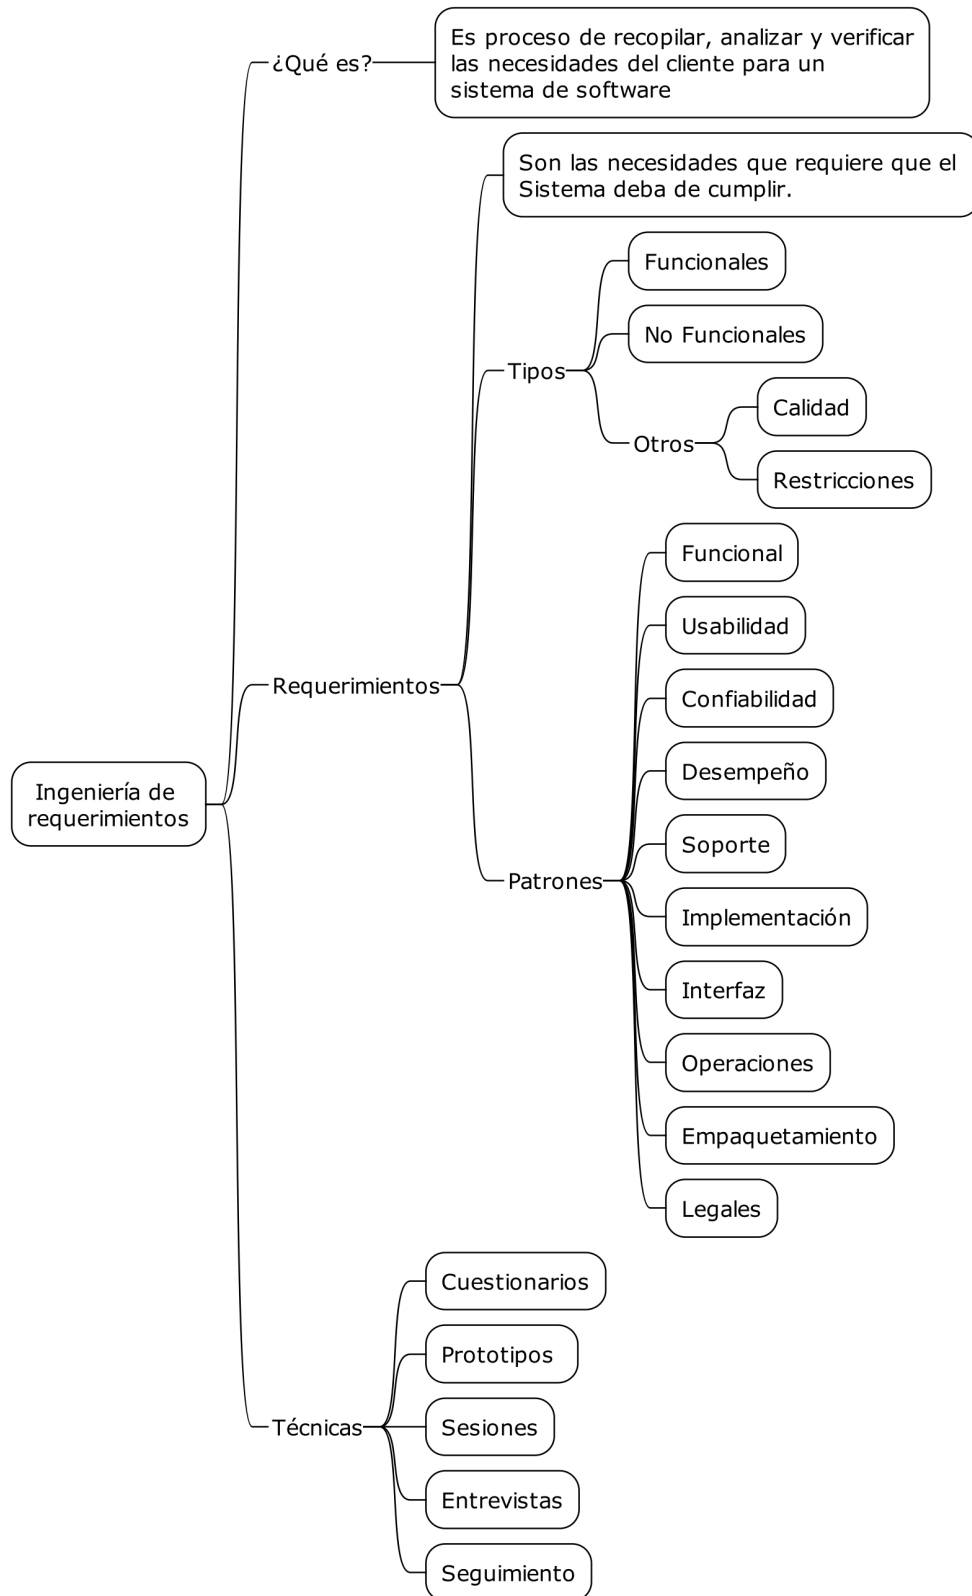 ¿Qué es?
Es proceso de recopilar, analizar y verificar
las necesidades del cliente para un
sistema de software
Son las necesidades que requiere que el
Sistema deba de cumplir.
Funcionales
No Funcionales
Tipos
Calidad
Otros
Restricciones
Funcional
Usabilidad
Confiabilidad
Requerimientos
Desempeño
Ingeniería de
requerimientos
Soporte
Patrones
Implementación
Interfaz
Operaciones
Empaquetamiento
Legales
Cuestionarios
Prototipos
Técnicas
Sesiones
Entrevistas
Seguimiento